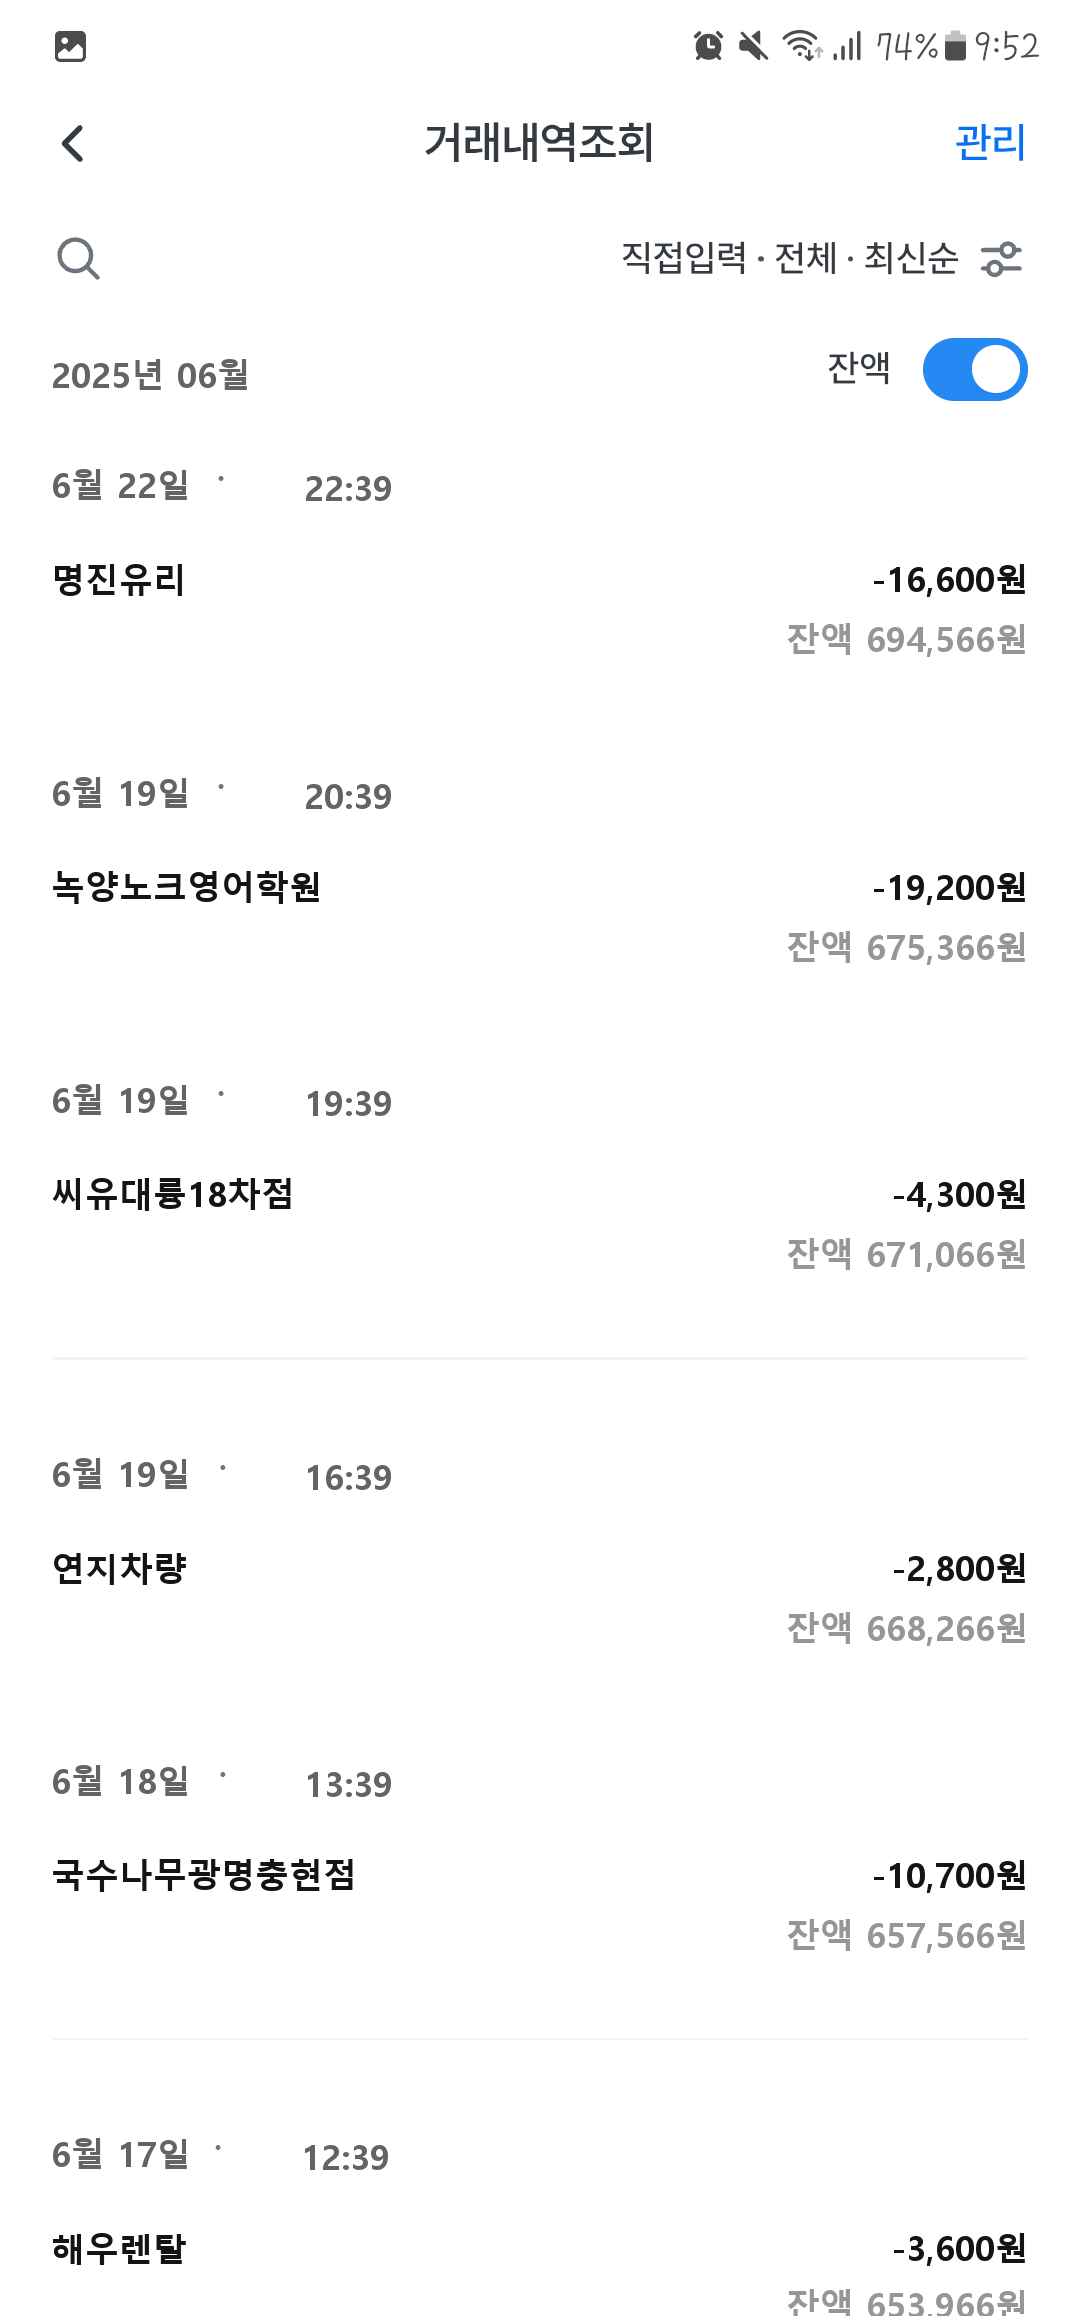 74% 9:52
거래내역조회 관리
직접입력 · 전체 · 최신순
2025년 06월 잔액
6월 22일 · 22:39
명진유리 -16,600원
잔액 694,566원
6월 19일 · 20:39
녹양노크영어학원 -19,200원
잔액 675,366원
6월 19일 · 19:39
씨유대륭18차점 -4,300원
잔액 671,066원
6월 19일 · 16:39
연지차량 -2,800원
잔액 668,266원
6월 18일 · 13:39
국수나무광명충현점 -10,700원
잔액 657,566원
6월 17일 · 12:39
해우렌탈 -3,600원
잔액 653,966원